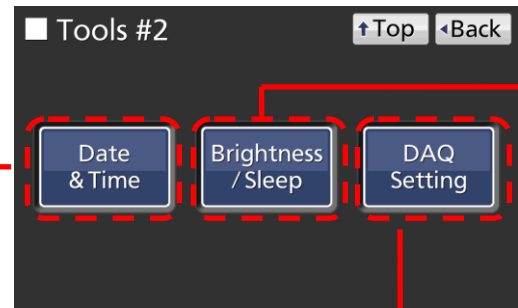 Tools #2
↑Top ◂Back
Date
& Time
Brightness
/ Sleep
DAQ
Setting